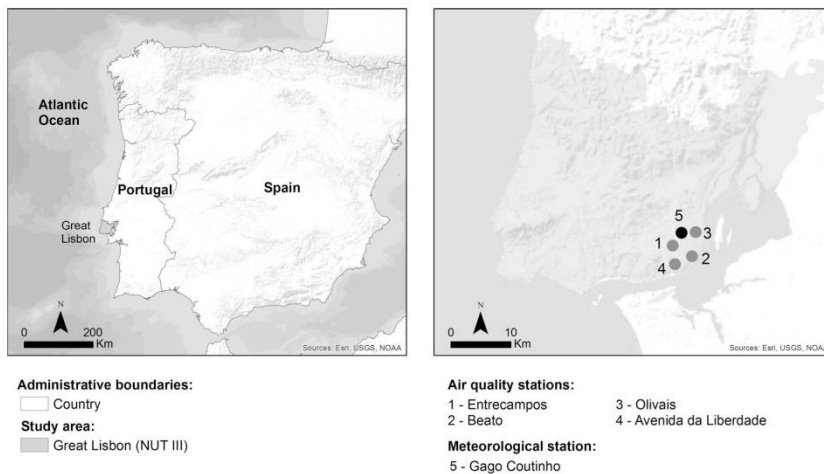 Atlantic
Ocean
Portugal
Spain
Great
Lisbon
N
0 200
Km
Sources: Esri, USGS, NOAA
5
3
1
2
4
N
0 10
Km
Sources: Esri, USGS, NOAA
Administrative boundaries:
Country
Study area:
Great Lisbon (NUT III)
Air quality stations:
1 - Entrecampos 3 - Olivais
2 - Beato 4 - Avenida da Liberdade
Meteorological station:
5 - Gago Coutinho